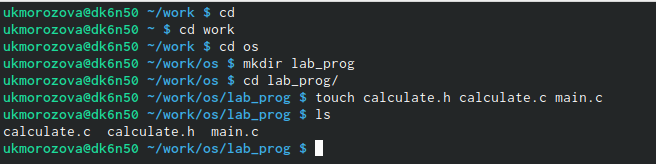 ukmorozova@dk6n50 ~/work $ cd
ukmorozova@dk6n50 ~ $ cd work
ukmorozova@dk6n50 ~/work $ cd os
ukmorozova@dk6n50 ~/work/os $ mkdir lab_prog
ukmorozova@dk6n50 ~/work/os $ cd lab_prog/
ukmorozova@dk6n50 ~/work/os/lab_prog $ touch calculate.h calculate.c main.c
ukmorozova@dk6n50 ~/work/os/lab_prog $ ls
calculate.c  calculate.h  main.c
ukmorozova@dk6n50 ~/work/os/lab_prog $